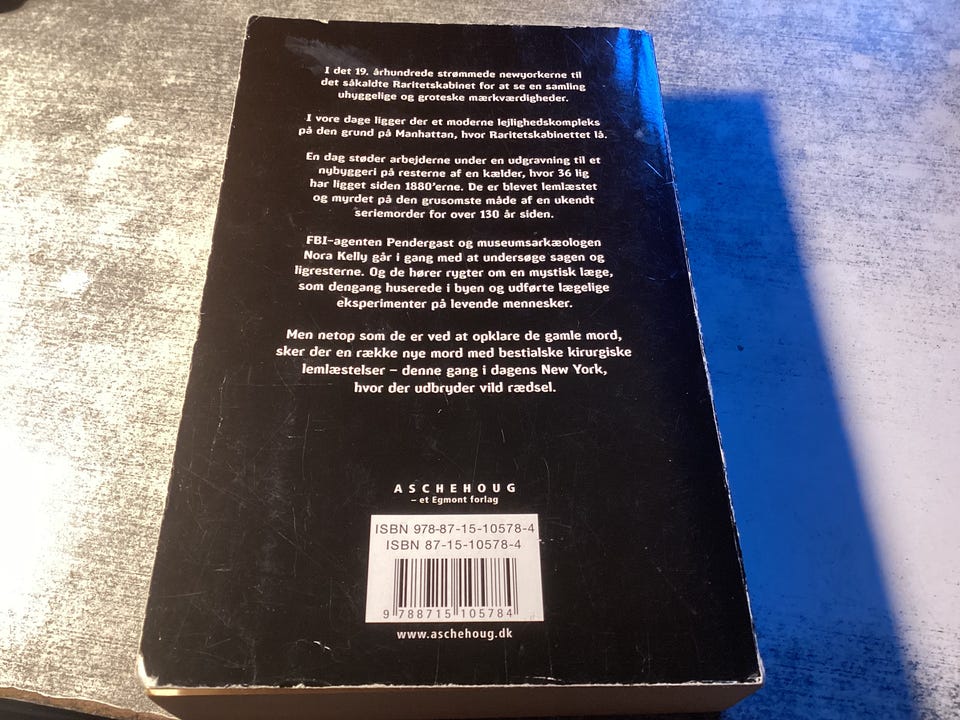 I det 19. århundrede strømmede newyorkerne til
det såkaldte Raritetskabinet for at se en samling
uhyggelige og groteske mærkværdigheder.
I vore dage ligger der et moderne lejlighedskompleks
på den grund på Manhattan, hvor Raritetskabinettet lå.
En dag støder arbejderne under en udgravning til et
nybyggeri på resterne af en kælder, hvor 36 lig
har ligget siden 1880'erne. De er blevet lemlæstet
og myrdet på den grusomste måde af en ukendt
seriemorder for over 130 år siden.
FBI-agenten Pendergast og museumsarkæologen
Nora Kelly går i gang med at undersøge sagen og
ligresterne. Og de hører rygter om en mystisk læge,
som dengang huserede i byen og udførte lægelige
eksperimenter på levende mennesker.
Men netop som de er ved at opklare de gamle mord,
sker der en række nye mord med bestialske kirurgiske
lemlæstelser – denne gang i dagens New York,
hvor der udbryder vild rædsel.
ASCHEHOUG
– et Egmont forlag
ISBN 978-87-15-10578-4
ISBN 87-15-10578-4
9 788715 105784
www.aschehoug.dk